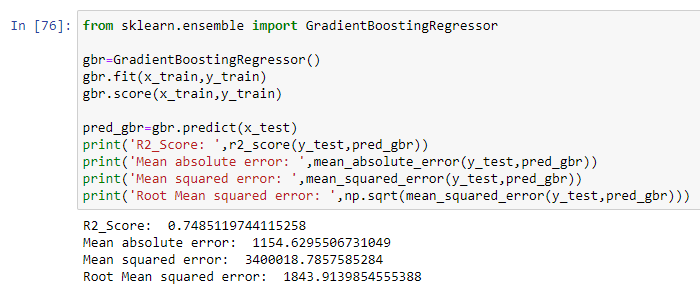 In [76]: from sklearn.ensemble import GradientBoostingRegressor
gbr=GradientBoostingRegressor()
gbr.fit(x_train,y_train)
gbr.score(x_train,y_train)
pred_gbr=gbr.predict(x_test)
print('R2_Score: ',r2_score(y_test,pred_gbr))
print('Mean absolute error: ',mean_absolute_error(y_test,pred_gbr))
print('Mean squared error: ',mean_squared_error(y_test,pred_gbr))
print('Root Mean squared error: ',np.sqrt(mean_squared_error(y_test,pred_gbr)))
R2_Score:  0.7485119744115258
Mean absolute error:  1154.6295506731049
Mean squared error:  3400018.7857585284
Root Mean squared error:  1843.9139854555388